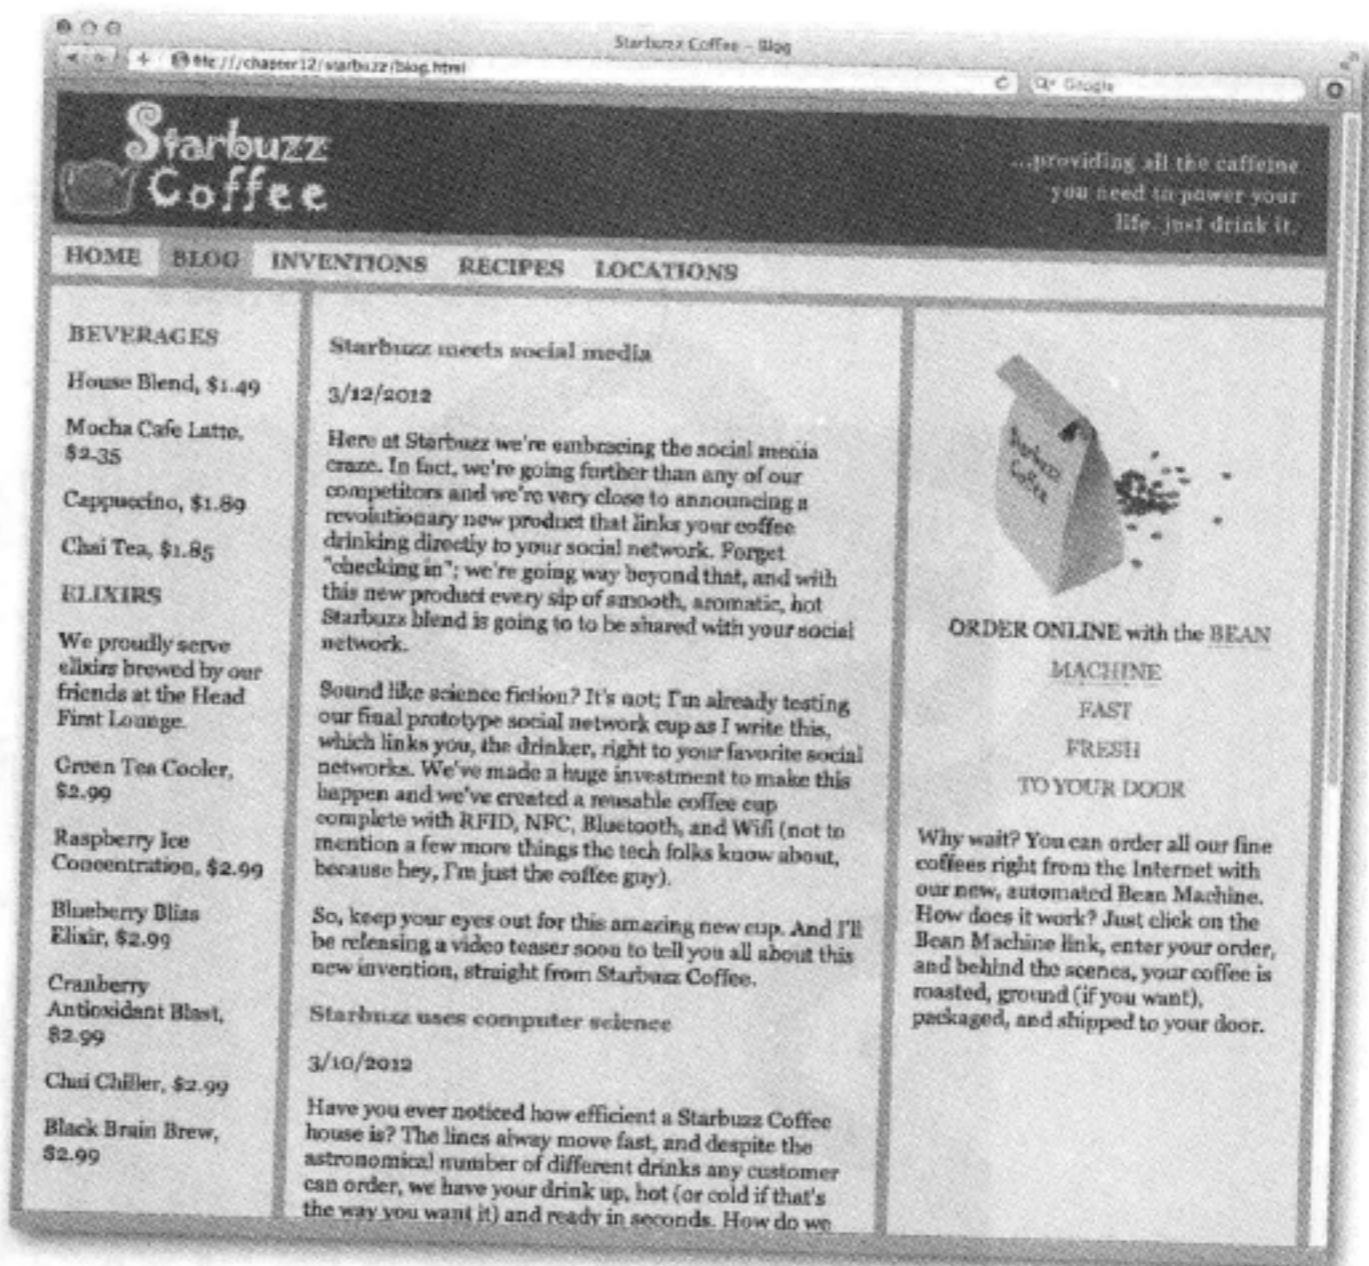 Starbuzz Coffee – Blog
file:///chapter12/starbuzz/blog.html
Google
Starbuzz
Coffee
...providing all the caffeine
you need to power your
life. just drink it.
HOME BLOG INVENTIONS RECIPES LOCATIONS
BEVERAGES
House Blend, $1.49
Mocha Cafe Latte,
$2.35
Cappuccino, $1.89
Chai Tea, $1.85
ELIXIRS
We proudly serve
elixirs brewed by our
friends at the Head
First Lounge.
Green Tea Cooler,
$2.99
Raspberry Ice
Concentration, $2.99
Blueberry Bliss
Elixir, $2.99
Cranberry
Antioxidant Blast,
$2.99
Chai Chiller, $2.99
Black Brain Brew,
$2.99
Starbuzz meets social media
3/12/2012
Here at Starbuzz we're embracing the social media
craze. In fact, we're going further than any of our
competitors and we're very close to announcing a
revolutionary new product that links your coffee
drinking directly to your social network. Forget
"checking in"; we're going way beyond that, and with
this new product every sip of smooth, aromatic, hot
Starbuzz blend is going to to be shared with your social
network.
Sound like science fiction? It's not; I'm already testing
our final prototype social network cup as I write this,
which links you, the drinker, right to your favorite social
networks. We've made a huge investment to make this
happen and we've created a reusable coffee cup
complete with RFID, NFC, Bluetooth, and Wifi (not to
mention a few more things the tech folks know about,
because hey, I'm just the coffee guy).
So, keep your eyes out for this amazing new cup. And I'll
be releasing a video teaser soon to tell you all about this
new invention, straight from Starbuzz Coffee.
Starbuzz uses computer science
3/10/2012
Have you ever noticed how efficient a Starbuzz Coffee
house is? The lines alway move fast, and despite the
astronomical number of different drinks any customer
can order, we have your drink up, hot (or cold if that's
the way you want it) and ready in seconds. How do we
Starbuzz
Coffee
ORDER ONLINE with the BEAN
MACHINE
FAST
FRESH
TO YOUR DOOR
Why wait? You can order all our fine
coffees right from the Internet with
our new, automated Bean Machine.
How does it work? Just click on the
Bean Machine link, enter your order,
and behind the scenes, your coffee is
roasted, ground (if you want),
packaged, and shipped to your door.